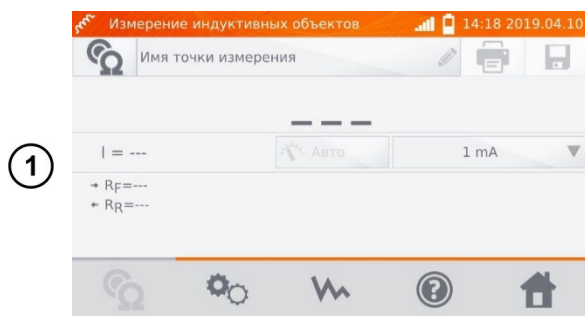 Измерение индуктивных объектов 14:18 2019.04.10
Имя точки измерения
1
---
I = --- Авто 1 mA
→ RF=---
← RR=---
?